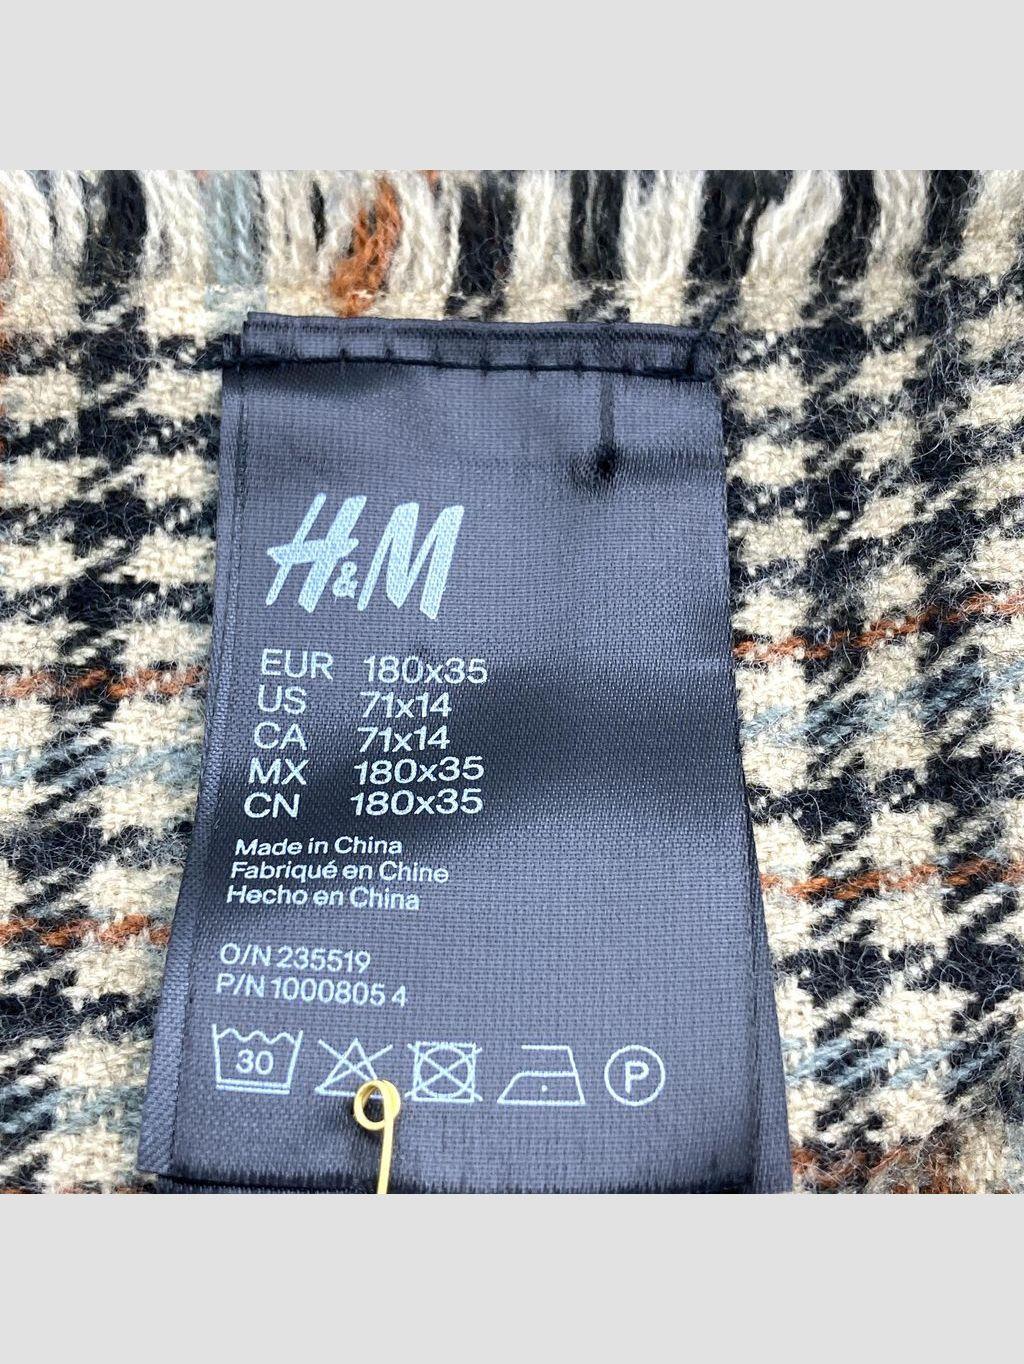 H&M
EUR 180x35
US 71x14
CA 71x14
MX 180x35
CN 180x35
Made in China
Fabriqué en Chine
Hecho en China
O/N 235519
P/N 1000805 4
30
P